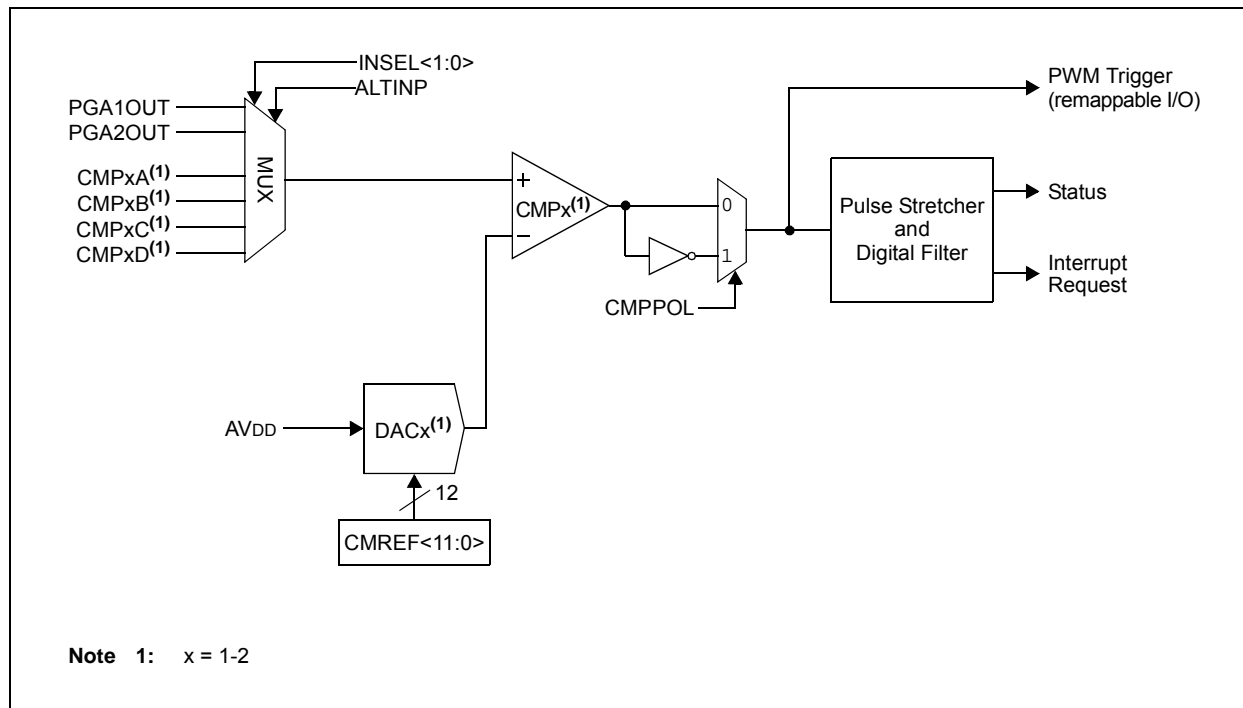 INSEL<1:0>
ALTINP
PGA1OUT
PGA2OUT
CMPxA(1)
CMPxB(1)
CMPxC(1)
CMPxD(1)
MUX
+
CMPx(1)
–
0
1
CMPPOL
PWM Trigger
(remappable I/O)
Pulse Stretcher
and
Digital Filter
Status
Interrupt
Request
AVDD
DACx(1)
12
CMREF<11:0>
Note 1: x = 1-2